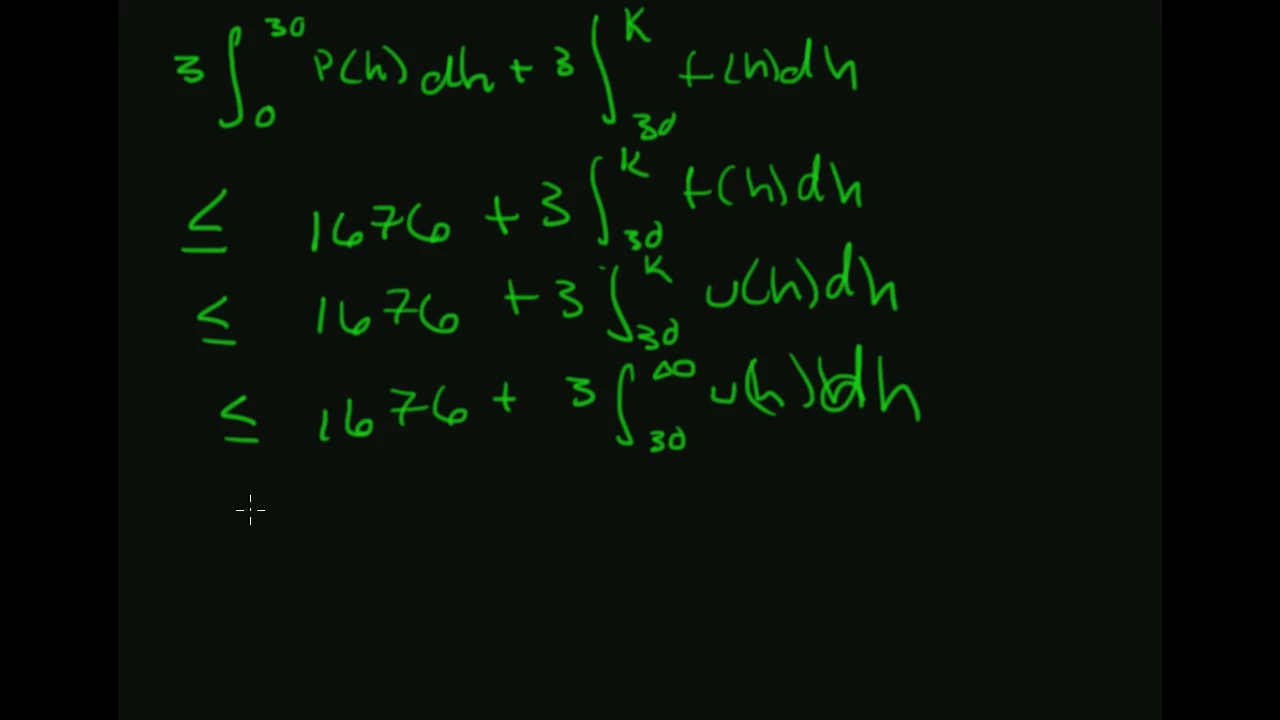 3 ∫₀³⁰ P(h) dh + 3 ∫₃₀ᴷ f(h)dh
≤ 1676 + 3 ∫₃₀ᴷ f(h)dh
≤ 1676 + 3 ∫₃₀ᴷ u(h)dh
≤ 1676 + 3 ∫₃₀^∞ u(h)dh